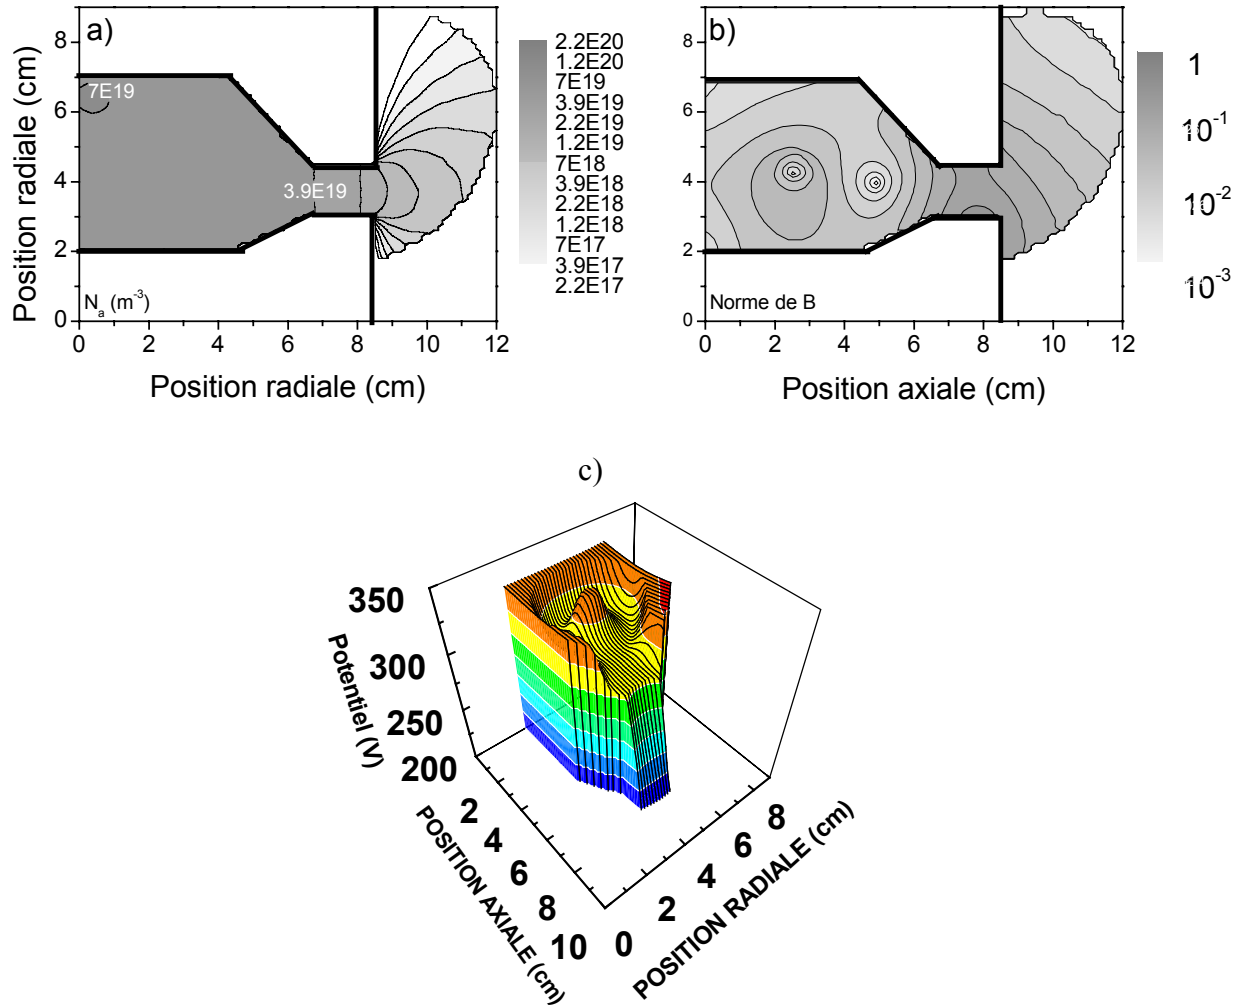 a)
8
6
4
2
0
Position radiale (cm)
7E19
3.9E19
Na (m-3)
0 2 4 6 8 10 12
Position radiale (cm)
2.2E20
1.2E20
7E19
3.9E19
2.2E19
1.2E19
7E18
3.9E18
2.2E18
1.2E18
7E17
3.9E17
2.2E17
b)
8
6
4
2
0
Norme de B
0 2 4 6 8 10 12
Position axiale (cm)
1
10-1
10-2
10-3
c)
350
300
250
200
Potentiel (V)
2
4
6
8
10
POSITION AXIALE (cm)
0
2
4
6
8
POSITION RADIALE (cm)